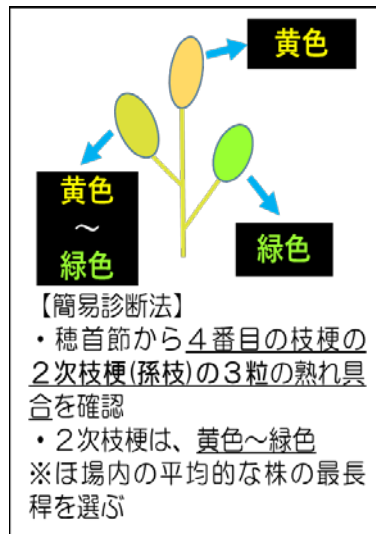 黄色
黄色
～
緑色
緑色
【簡易診断法】
・穂首節から４番目の枝梗の
２次枝梗(孫枝)の３粒の熟れ具
合を確認
・２次枝梗は、黄色～緑色
※ほ場内の平均的な株の最長
稈を選ぶ